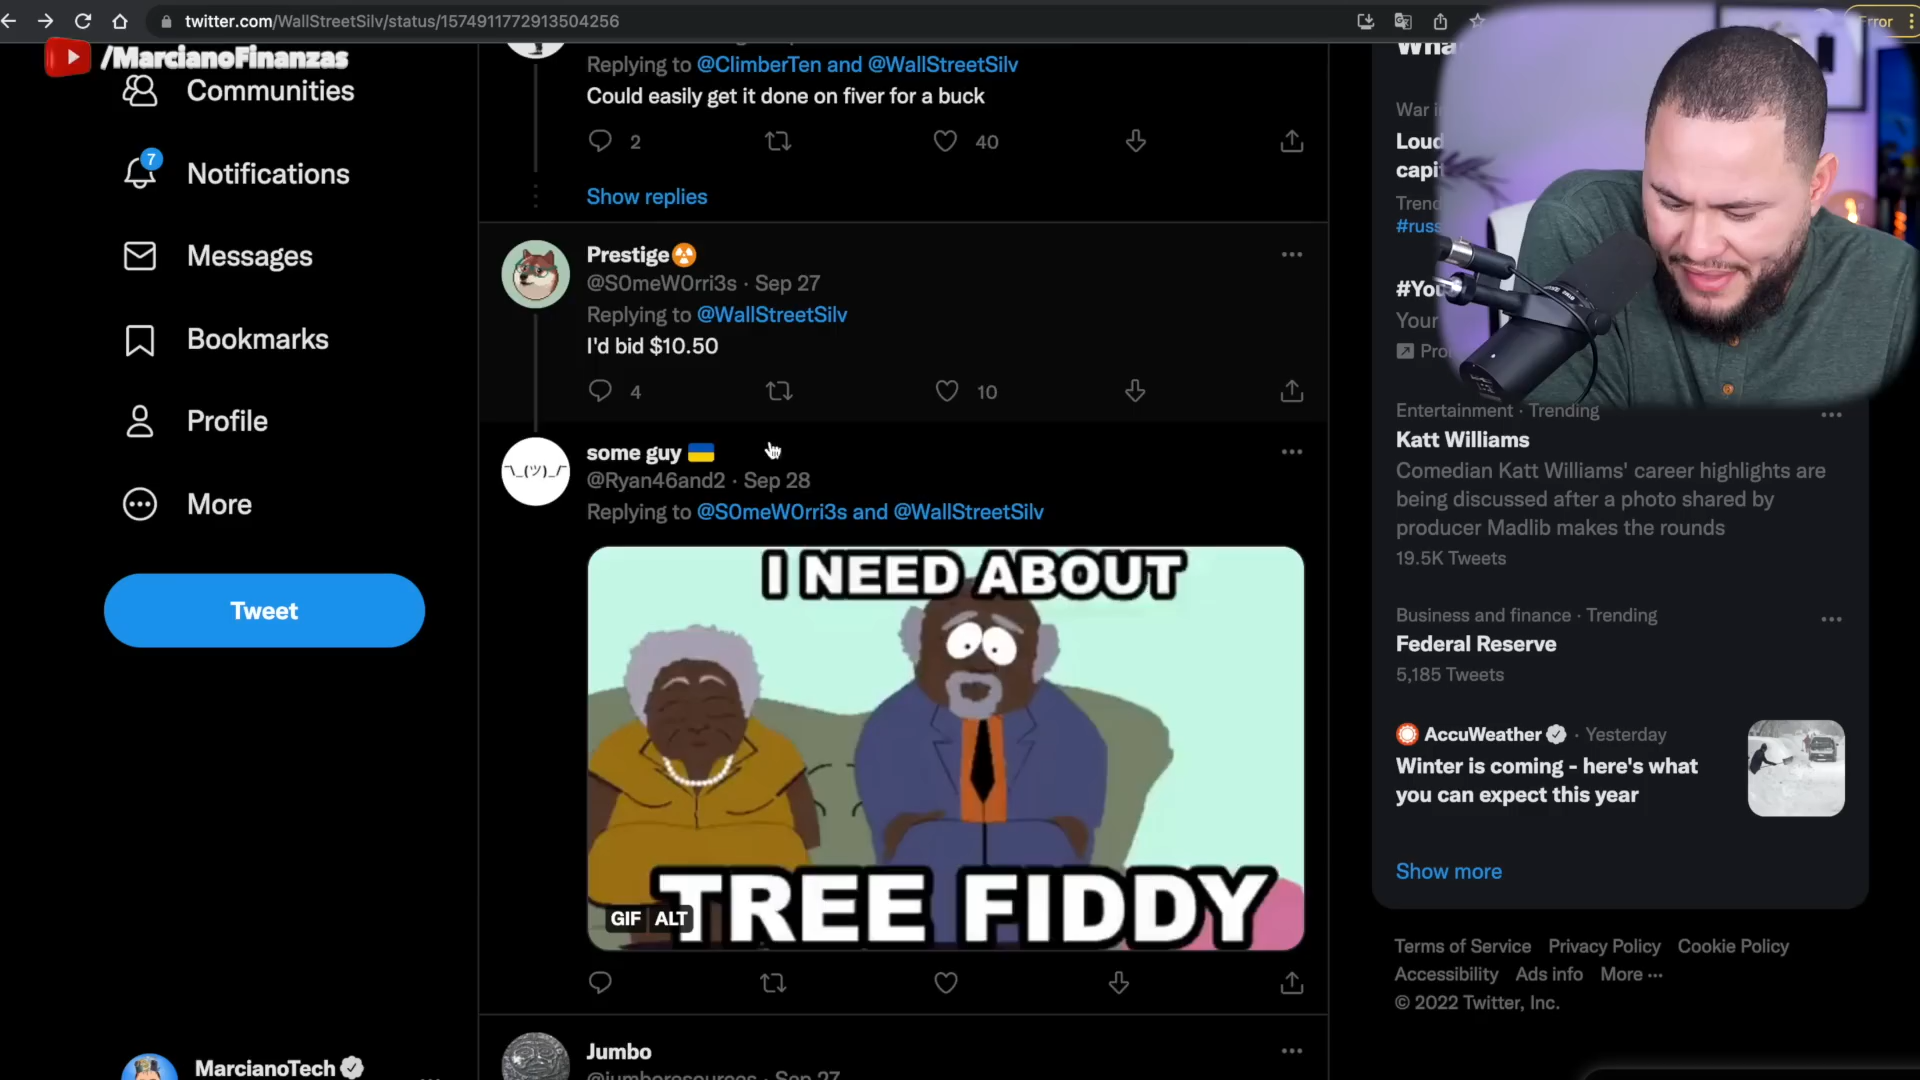 twitter.com/WallStreetSilv/status/1574911772913504256
Error
/MarcianoFinanzas
Communities
7
Notifications
Messages
Bookmarks
Profile
More
Tweet
MarcianoTech
Replying to @ClimberTen and @WallStreetSilv
Could easily get it done on fiver for a buck
2
40
Show replies
Prestige
@S0meW0rri3s · Sep 27
Replying to @WallStreetSilv
I'd bid $10.50
4
10
some guy
¯\_(ツ)_/¯
@Ryan46and2 · Sep 28
Replying to @S0meW0rri3s and @WallStreetSilv
I NEED ABOUT
TREE FIDDY
GIF ALT
Jumbo
@jumboresources · Sep 27
War i
Loud
capi
Trend
#russ
#You
Your
Pro
Entertainment · Trending
Katt Williams
Comedian Katt Williams' career highlights are
being discussed after a photo shared by
producer Madlib makes the rounds
19.5K Tweets
Business and finance · Trending
Federal Reserve
5,185 Tweets
AccuWeather · Yesterday
Winter is coming - here's what
you can expect this year
Show more
Terms of Service Privacy Policy Cookie Policy
Accessibility Ads info More ···
© 2022 Twitter, Inc.